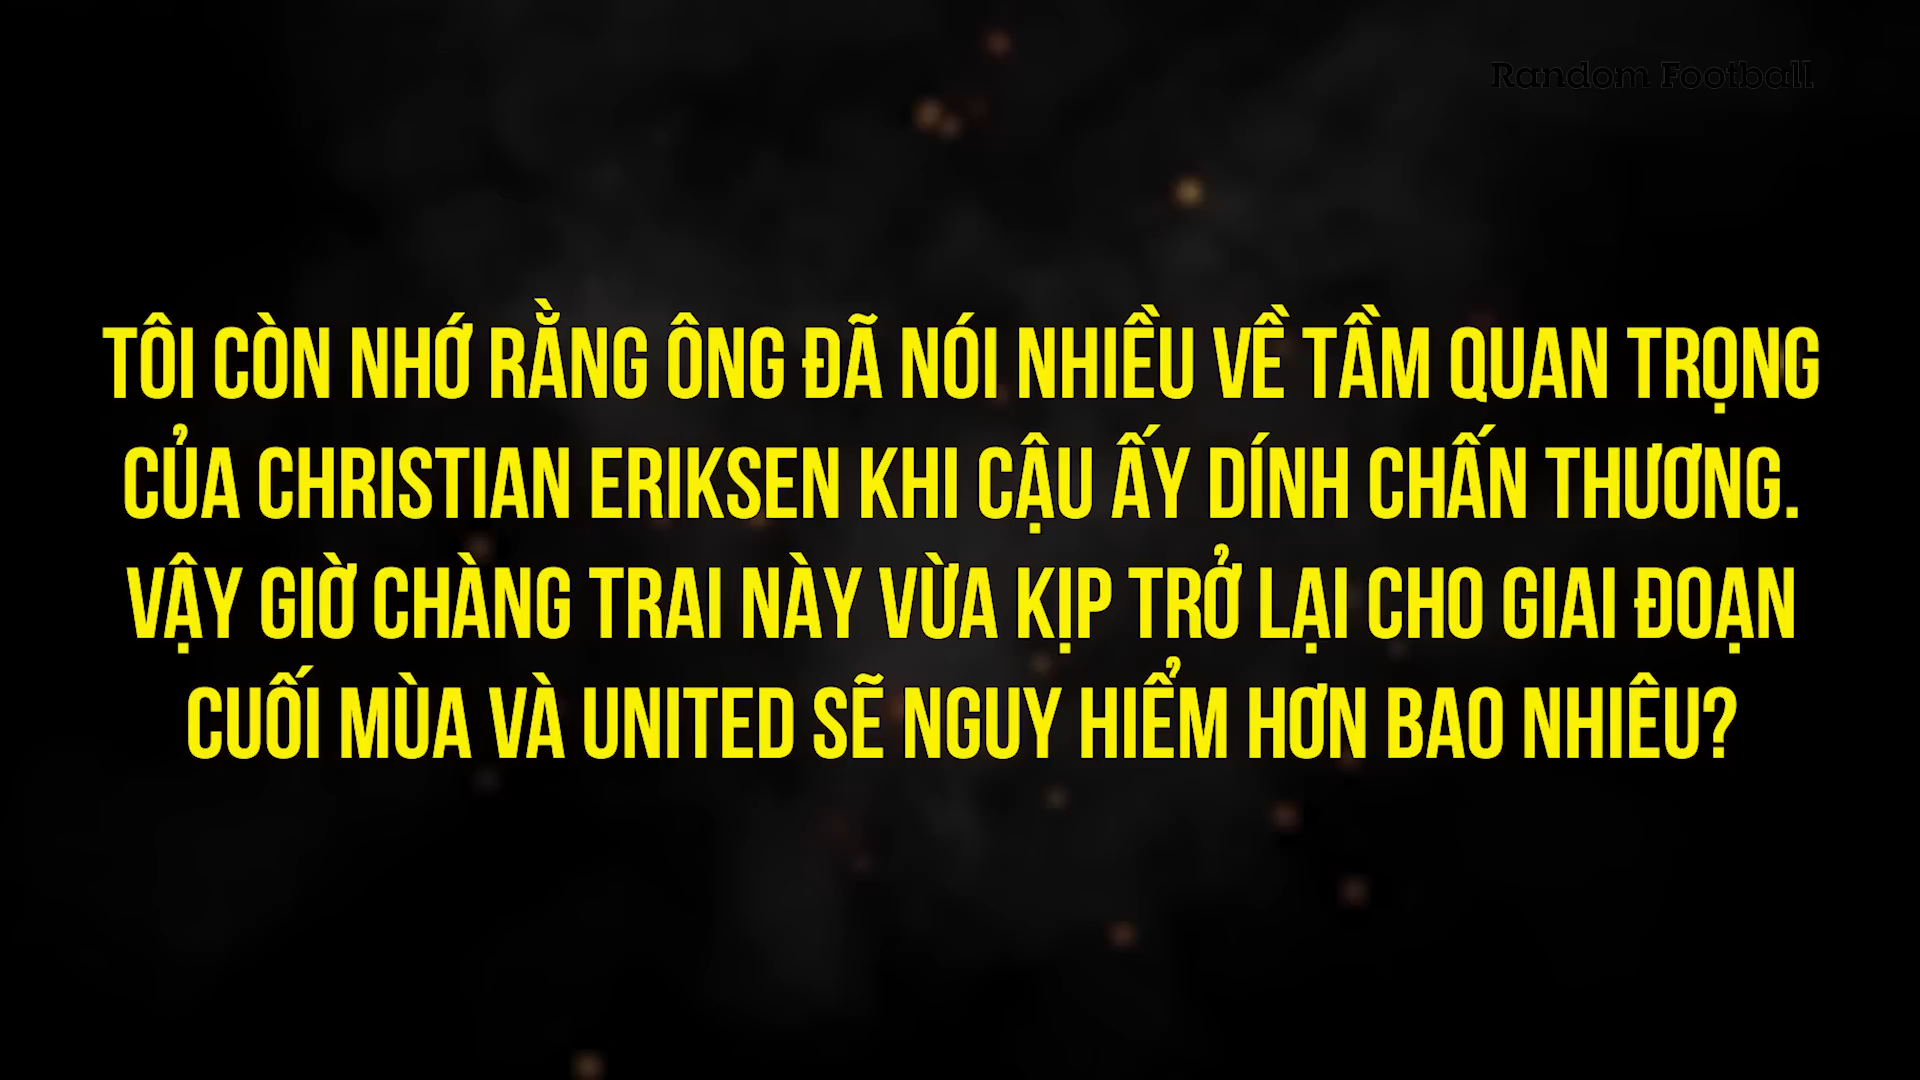 Random Football
TÔI CÒN NHỚ RẰNG ÔNG ĐÃ NÓI NHIỀU VỀ TẦM QUAN TRỌNG
CỦA CHRISTIAN ERIKSEN KHI CẬU ẤY DÍNH CHẤN THƯƠNG.
VẬY GIỜ CHÀNG TRAI NÀY VỪA KỊP TRỞ LẠI CHO GIAI ĐOẠN
CUỐI MÙA VÀ UNITED SẼ NGUY HIỂM HƠN BAO NHIÊU?